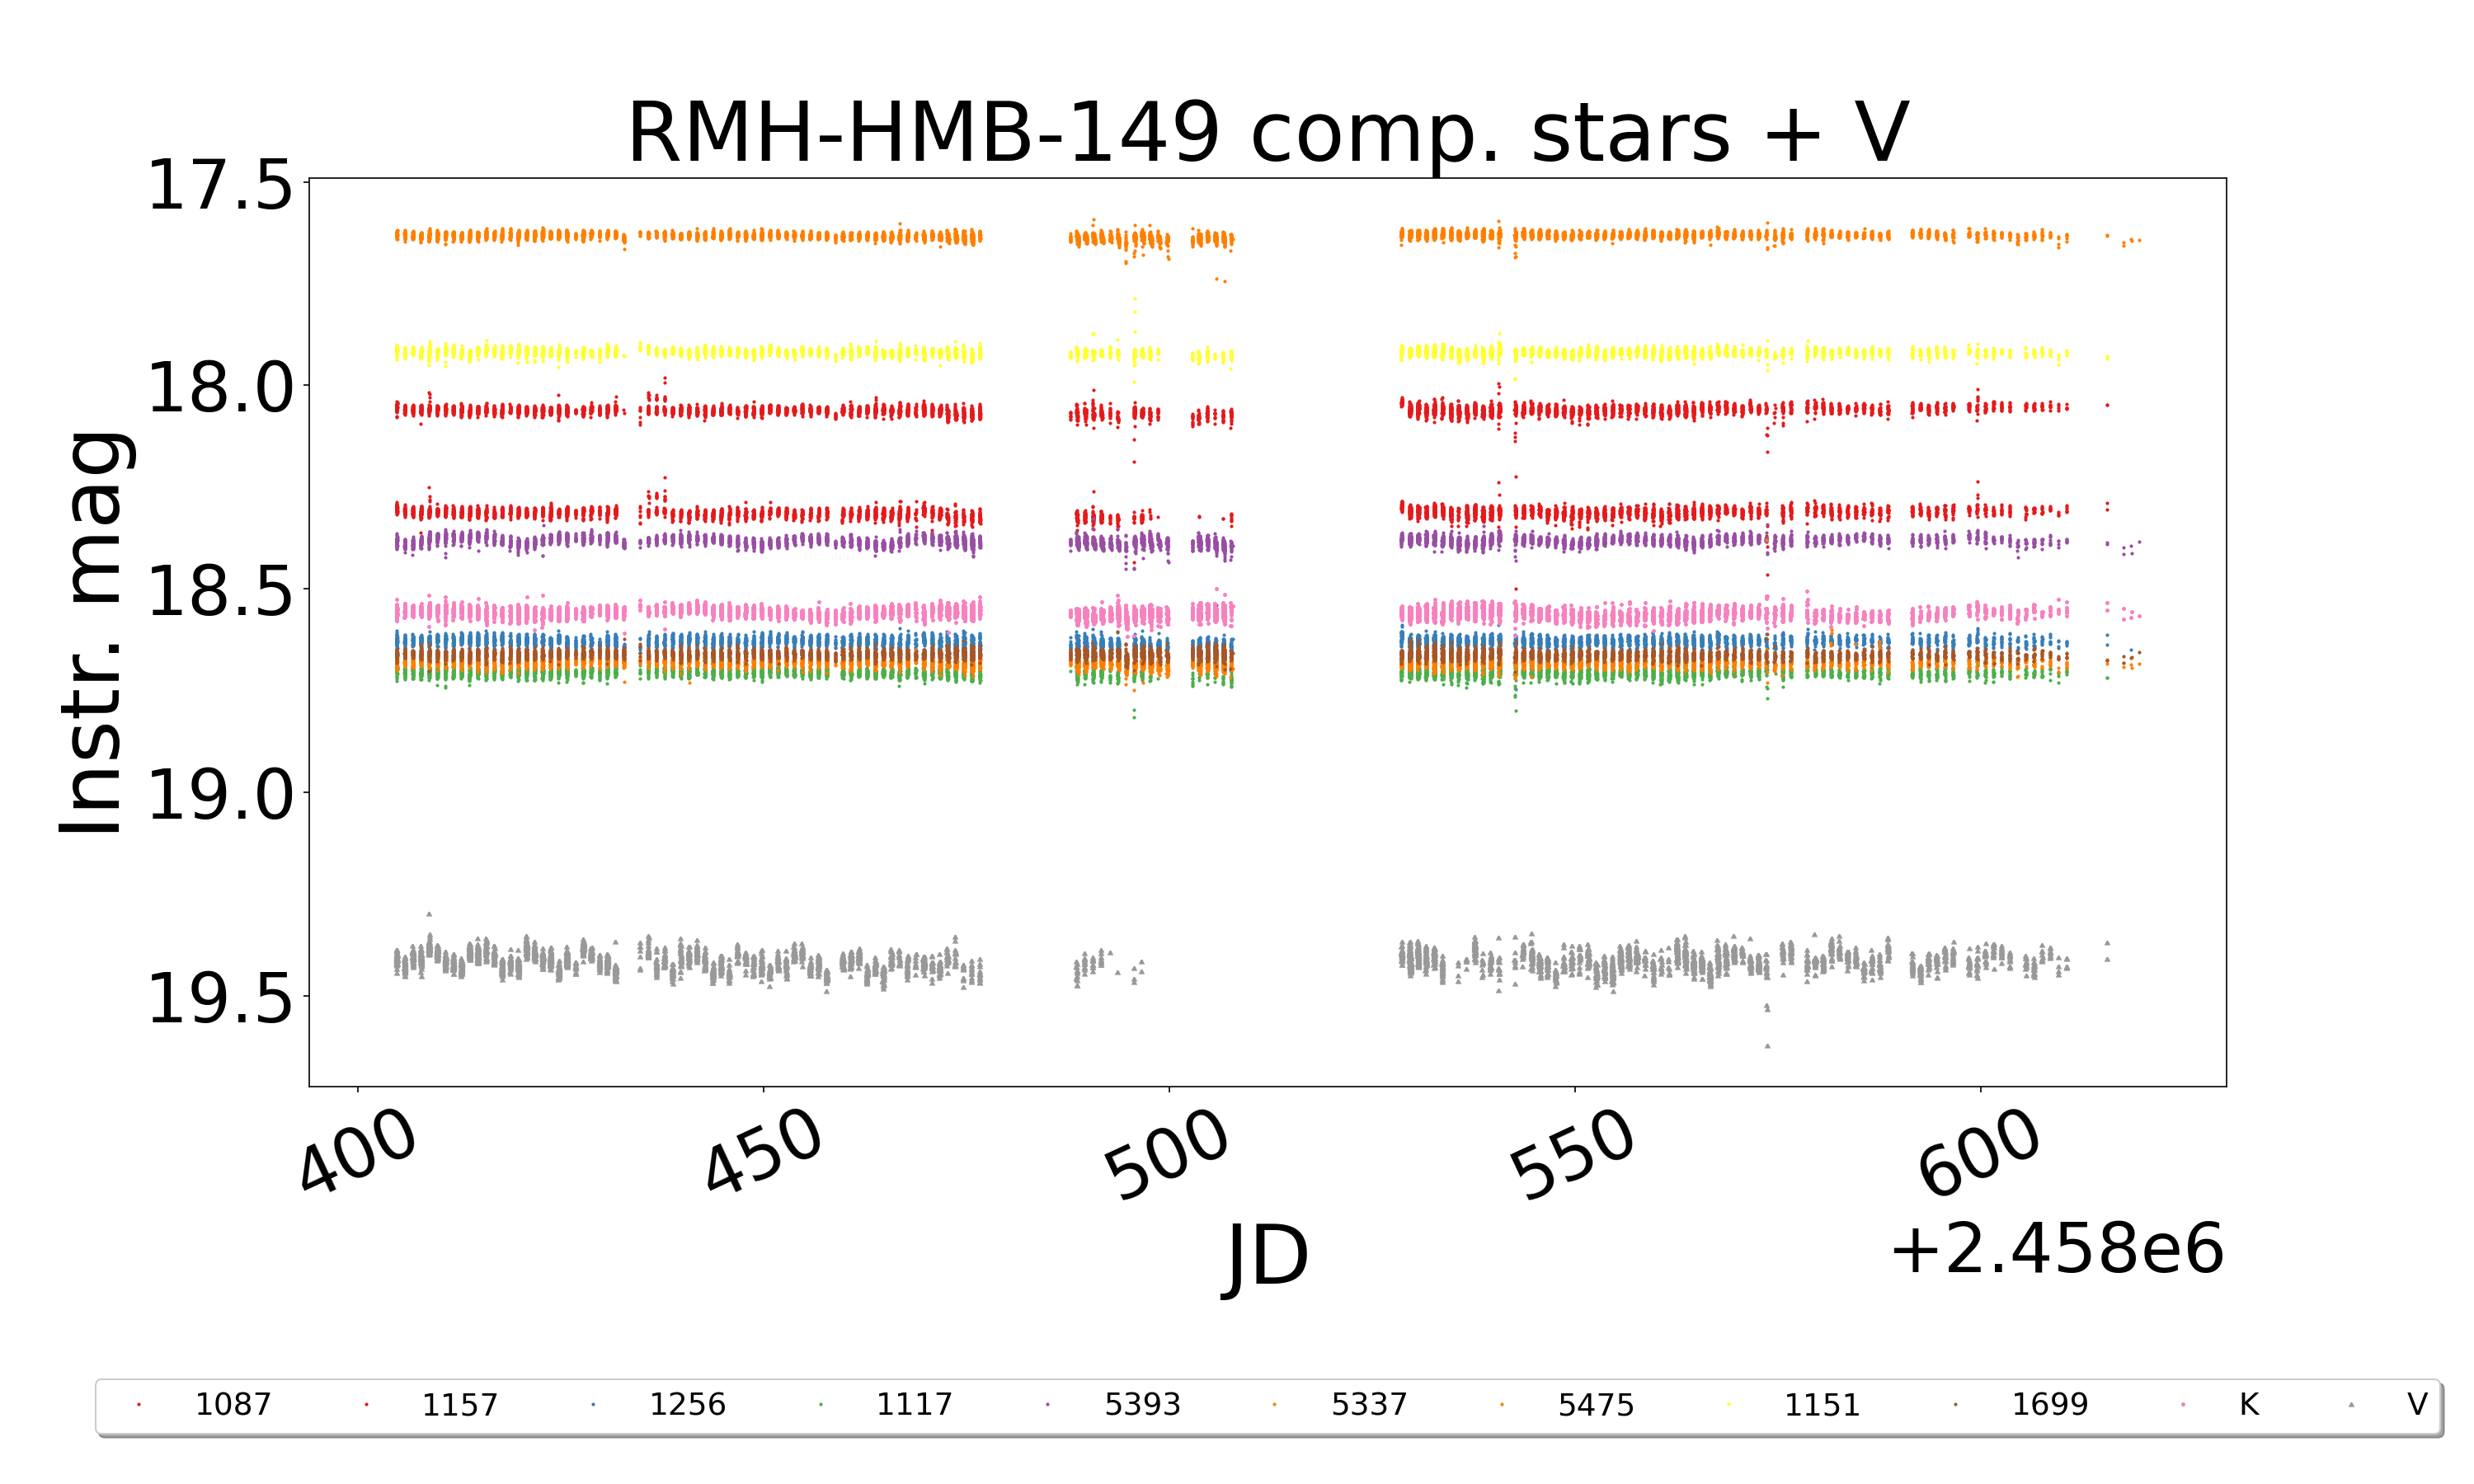 RMH-HMB-149 comp. stars + V
Instr. mag
17.5
18.0
18.5
19.0
19.5
400 450 500 550 600
JD
+2.458e6
1087 1157 1256 1117 5393 5337 5475 1151 1699 K V